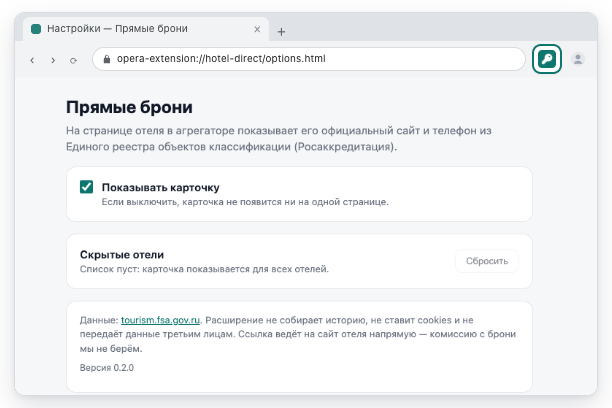 Настройки — Прямые брони
opera-extension://hotel-direct/options.html
Прямые брони
На странице отеля в агрегаторе показывает его официальный сайт и телефон из
Единого реестра объектов классификации (Росаккредитация).
Показывать карточку
Если выключить, карточка не появится ни на одной странице.
Скрытые отели
Список пуст: карточка показывается для всех отелей.
Сбросить
Данные: tourism.fsa.gov.ru. Расширение не собирает историю, не ставит cookies и не
передаёт данные третьим лицам. Ссылка ведёт на сайт отеля напрямую — комиссию с брони
мы не берём.
Версия 0.2.0